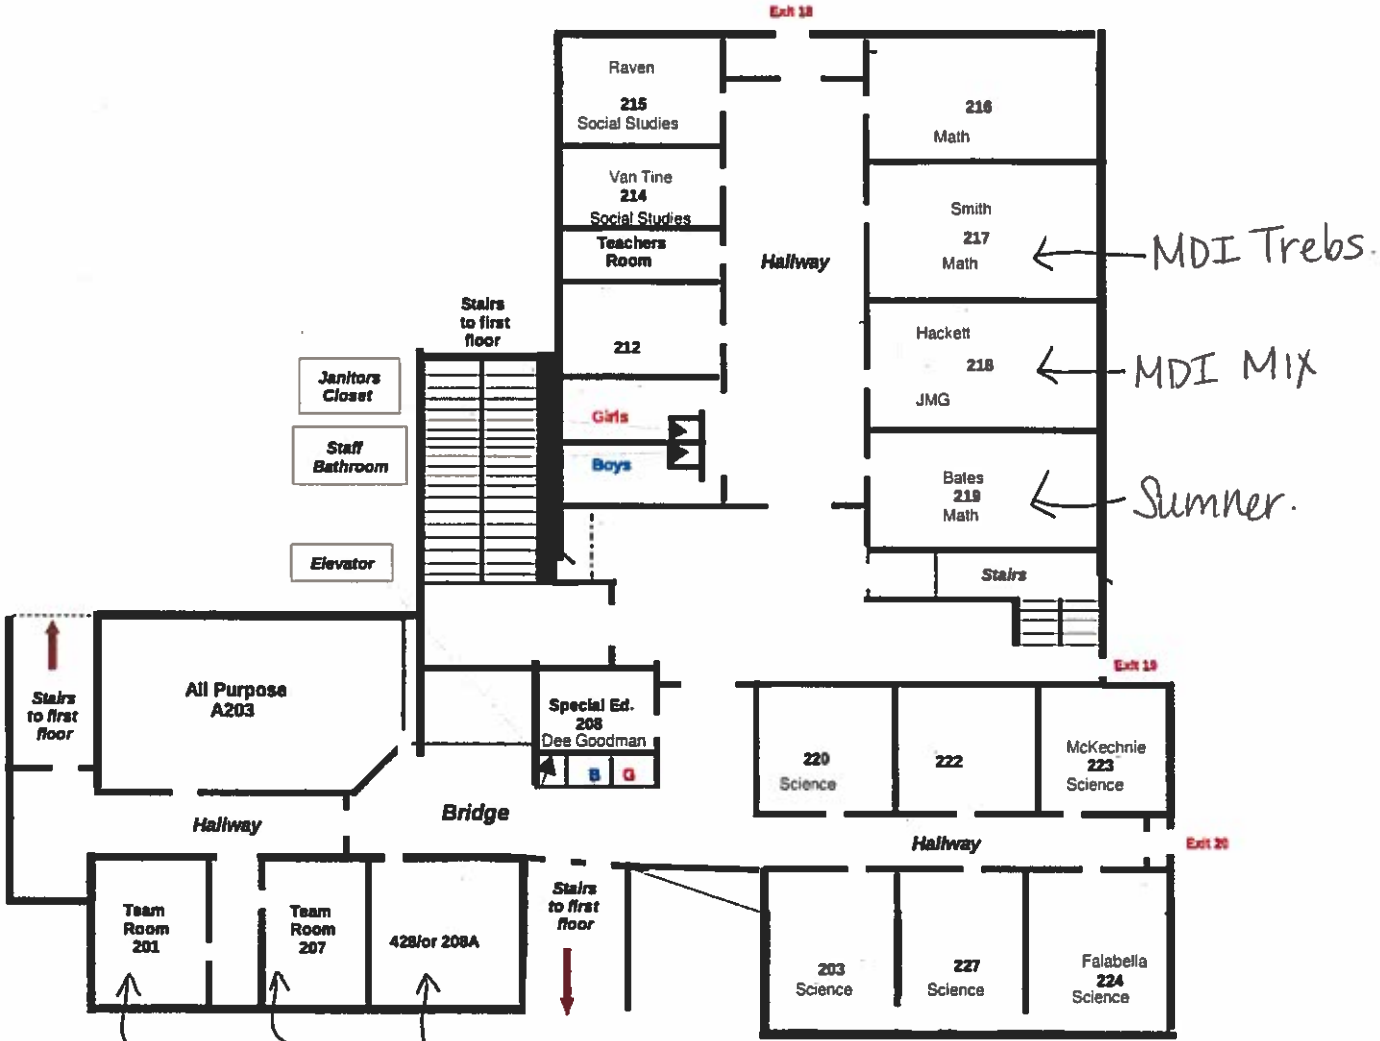 Exit 18
Raven
215
Social Studies
216
Math
Van Tine
214
Social Studies
Teachers
Room
Smith
217
Math
MDI Trebs.
Hallway
Stairs
to first
floor
212
Hackett
218
JMG
MDI MIX
Janitors
Closet
Staff
Bathroom
Girls
Boys
Bates
219
Math
Sumner.
Elevator
Stairs
Exit 19
Stairs
to first
floor
All Purpose
A203
Special Ed.
208
Dee Goodman
B
G
220
Science
222
McKechnie
223
Science
Hallway
Bridge
Hallway
Exit 20
Team
Room
201
Team
Room
207
428/or 208A
Stairs
to first
floor
203
Science
227
Science
Falabella
224
Science